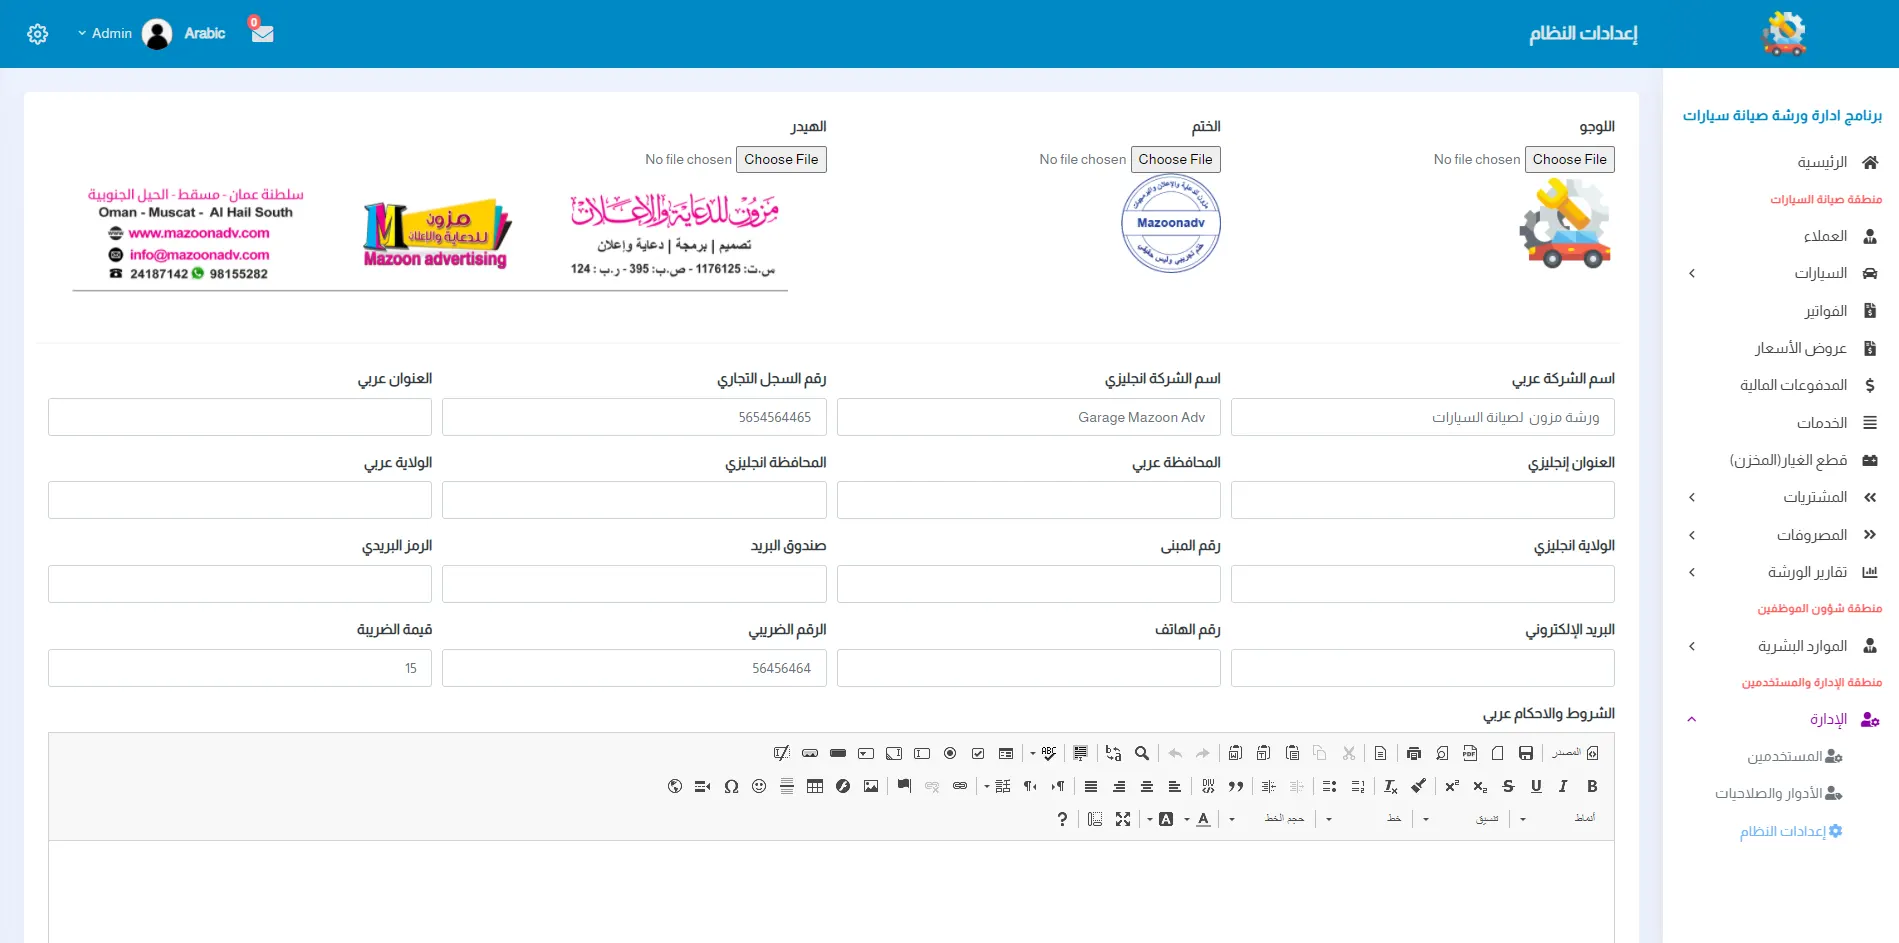 إعدادات النظام
0
Arabic
Admin
برنامج ادارة ورشة صيانة سيارات
الرئيسية
منطقة صيانة السيارات
العملاء
السيارات
الفواتير
عروض الأسعار
المدفوعات المالية
الخدمات
قطع الغيار(المخزن)
المشتريات
المصروفات
تقارير الورشة
منطقة شؤون الموظفين
الموارد البشرية
منطقة الإدارة والمستخدمين
الإدارة
المستخدمين
الأدوار والصلاحيات
إعدادات النظام
اللوجو
الختم
الهيدر
Choose File No file chosen
Choose File No file chosen
Choose File No file chosen
Mazoonadv
مزون للدعاية والإعلان
تصميم | برمجة | دعاية وإعلان
س.ت: 1176125 - ص.ب: 395 - ر.ب : 124
مزون
للدعاية والإعلان
Mazoon advertising
سلطنة عمان - مسقط - الحيل الجنوبية
Oman - Muscat - Al Hail South
www.mazoonadv.com
info@mazoonadv.com
24187142 98155282
اسم الشركة عربي
اسم الشركة انجليزي
رقم السجل التجاري
العنوان عربي
ورشة مزون لصيانة السيارات
Garage Mazoon Adv
5654564465
العنوان إنجليزي
المحافظة عربي
المحافظة انجليزي
الولاية عربي
الولاية انجليزي
رقم المبنى
صندوق البريد
الرمز البريدي
البريد الإلكتروني
رقم الهاتف
الرقم الضريبي
قيمة الضريبة
56456464
15
الشروط والاحكام عربي
المصدر
أنماط
تنسيق
خط
حجم الخط